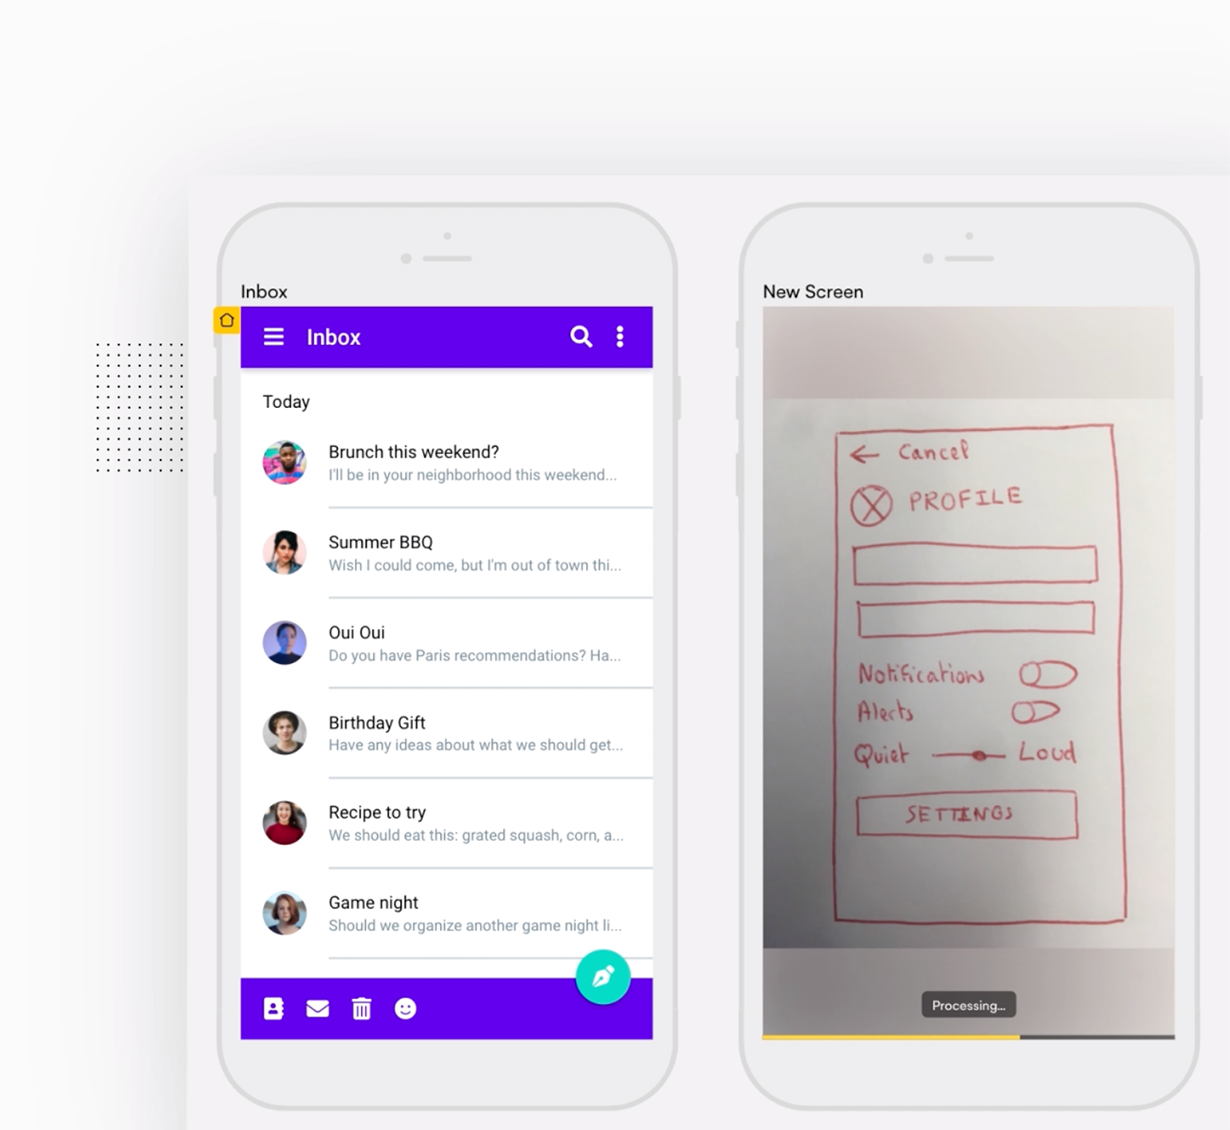 Inbox
Inbox
Today
Brunch this weekend?
I'll be in your neighborhood this weekend...
Summer BBQ
Wish I could come, but I'm out of town thi...
Oui Oui
Do you have Paris recommendations? Ha...
Birthday Gift
Have any ideas about what we should get...
Recipe to try
We should eat this: grated squash, corn, a...
Game night
Should we organize another game night li...
New Screen
← Cancel
PROFILE
Notifications
Alerts
Quiet Loud
SETTINGS
Processing...